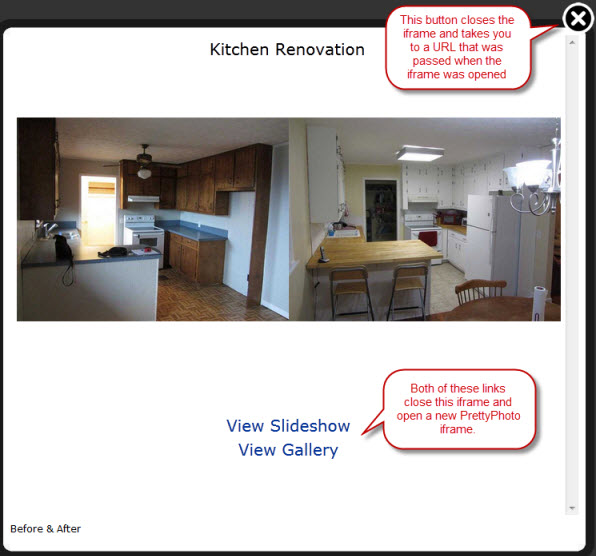 Kitchen Renovation
This button closes the
iframe and takes you
to a URL that was
passed when the
iframe was opened
Both of these links
close this iframe and
open a new PrettyPhoto
iframe.
View Slideshow
View Gallery
Before & After